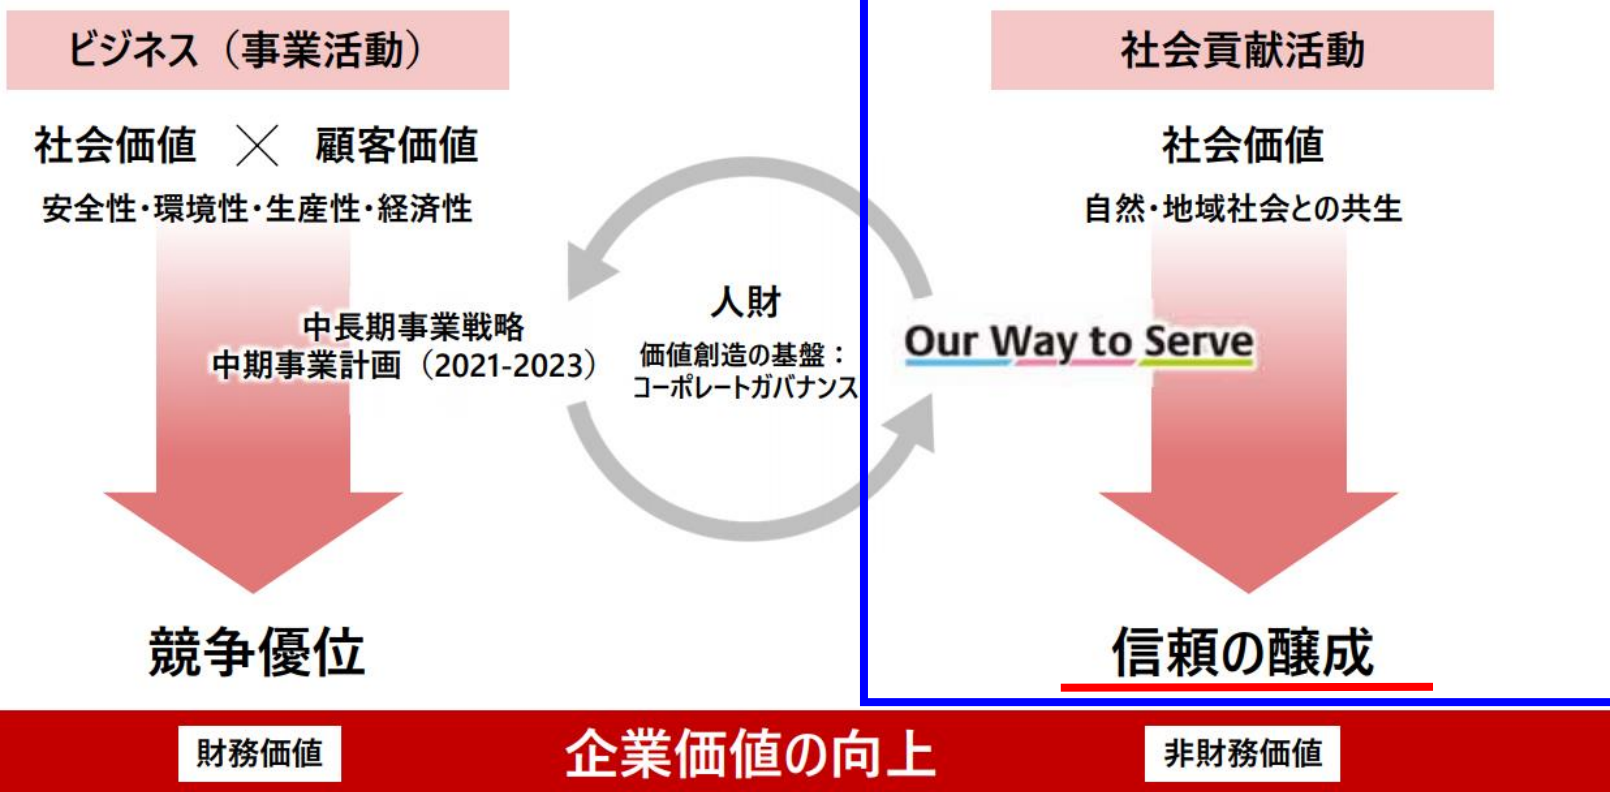 ビジネス（事業活動）
社会価値 × 顧客価値
安全性・環境性・生産性・経済性
中長期事業戦略
中期事業計画（2021-2023）
競争優位
人財
価値創造の基盤：
コーポレートガバナンス
社会貢献活動
社会価値
自然・地域社会との共生
Our Way to Serve
信頼の醸成
財務価値
企業価値の向上
非財務価値